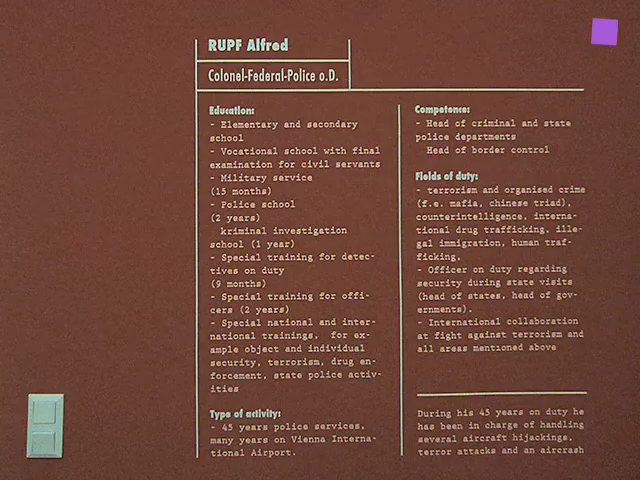 RUPF Alfred
Colonel-Federal-Police o.D.
Education:
- Elementary and secondary
school
- Vocational school with final
examination for civil servants
- Military service
(15 months)
- Police school
(2 years)
kriminal investigation
school (1 year)
- Special training for detec-
tives on duty
(9 months)
- Special training for offi-
cers (2 years)
- Special national and inter-
national trainings, for ex-
ample object and individual
security, terrorism, drug en-
forcement, state police activ-
ities
Type of activity:
- 45 years police services,
many years on Vienna Interna-
tional Airport.
Competence:
- Head of criminal and state
police departments
Head of border control
Fields of duty:
- terrorism and organised crime
(f.e. mafia, chinese triad),
counterintelligence, interna-
tional drug trafficking, ille-
gal immigration, human traf-
ficking,
- Officer on duty regarding
security during state visits
(head of states, head of gov-
ernments).
- International collaboration
at fight against terrorism and
all areas mentioned above
During his 45 years on duty he
has been in charge of handling
several aircraft hijackings,
terror attacks and an aircrash